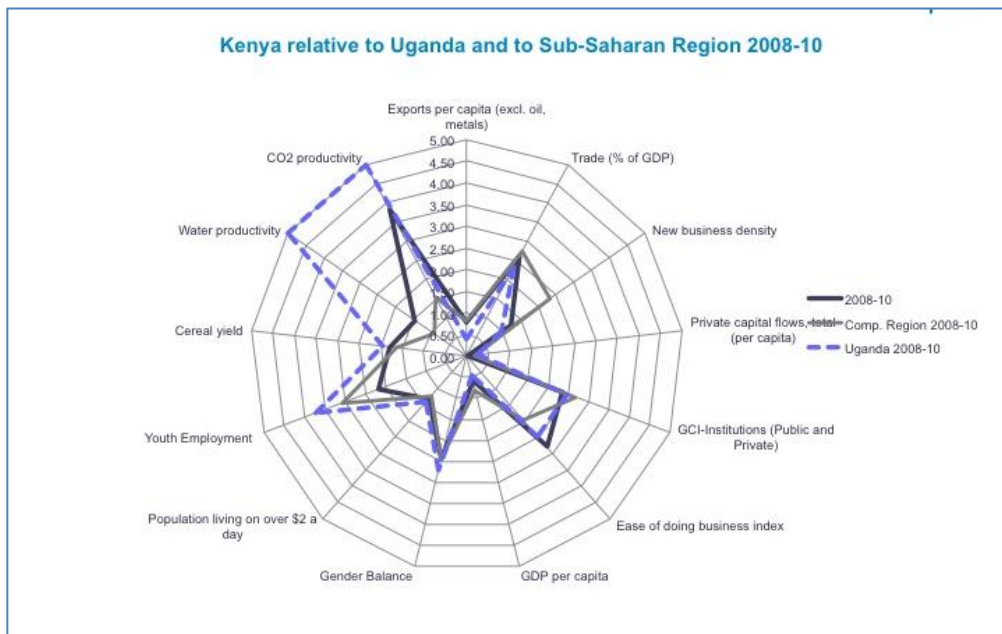 Kenya relative to Uganda and to Sub-Saharan Region 2008-10
Exports per capita (excl. oil,
metals)
5.00
4.50
4.00
3.50
3.00
2.50
2.00
1.50
1.00
0.50
0.00
Trade (% of GDP)
New business density
Private capital flows, total
(per capita)
GCI-Institutions (Public and
Private)
Ease of doing business index
GDP per capita
Gender Balance
Population living on over $2 a
day
Youth Employment
Cereal yield
Water productivity
CO2 productivity
2008-10
Comp. Region 2008-10
Uganda 2008-10